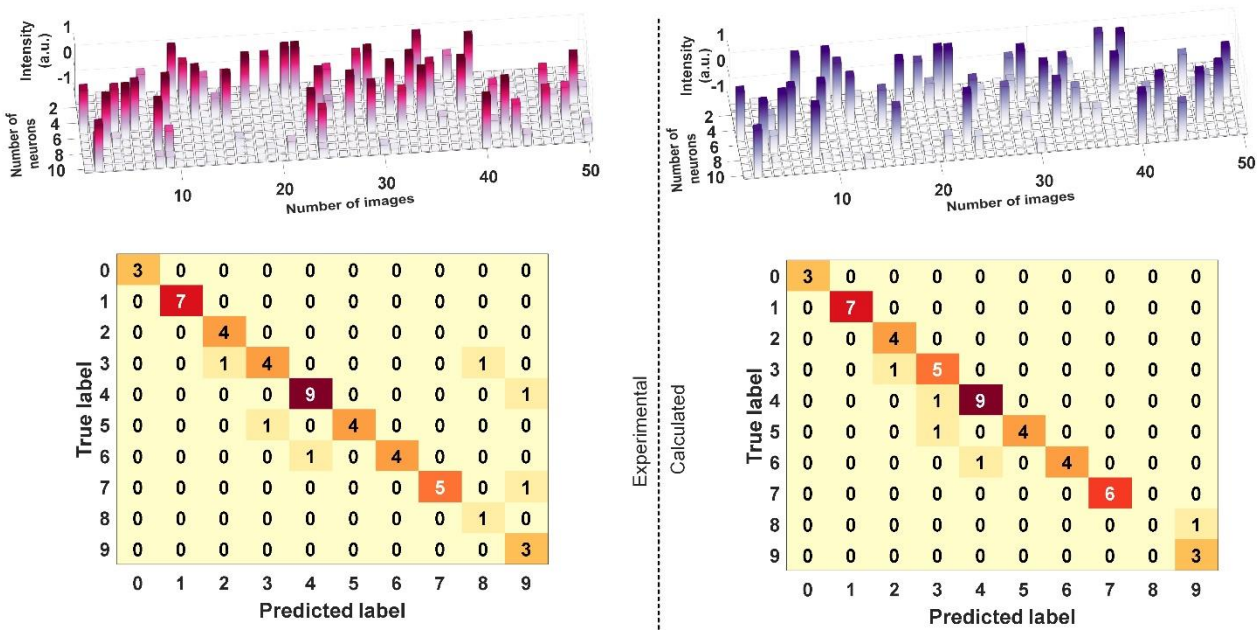 Intensity
(a.u.)
1
0
-1
2
4
6
8
10
Number of
neurons
10
20
30
40
50
Number of images
Intensity
(a.u.)
1
0
-1
2
4
6
8
10
Number of
neurons
10
20
30
40
50
Number of images
True label
0 3 0 0 0 0 0 0 0 0 0
1 0 7 0 0 0 0 0 0 0 0
2 0 0 4 0 0 0 0 0 0 0
3 0 0 1 4 0 0 0 0 1 0
4 0 0 0 0 9 0 0 0 0 1
5 0 0 0 1 0 4 0 0 0 0
6 0 0 0 0 1 0 4 0 0 0
7 0 0 0 0 0 0 0 5 0 1
8 0 0 0 0 0 0 0 0 1 0
9 0 0 0 0 0 0 0 0 0 3
0 1 2 3 4 5 6 7 8 9
Predicted label
Experimental
Calculated
True label
0 3 0 0 0 0 0 0 0 0 0
1 0 7 0 0 0 0 0 0 0 0
2 0 0 4 0 0 0 0 0 0 0
3 0 0 1 5 0 0 0 0 0 0
4 0 0 0 1 9 0 0 0 0 0
5 0 0 0 1 0 4 0 0 0 0
6 0 0 0 0 1 0 4 0 0 0
7 0 0 0 0 0 0 0 6 0 0
8 0 0 0 0 0 0 0 0 0 1
9 0 0 0 0 0 0 0 0 0 3
0 1 2 3 4 5 6 7 8 9
Predicted label